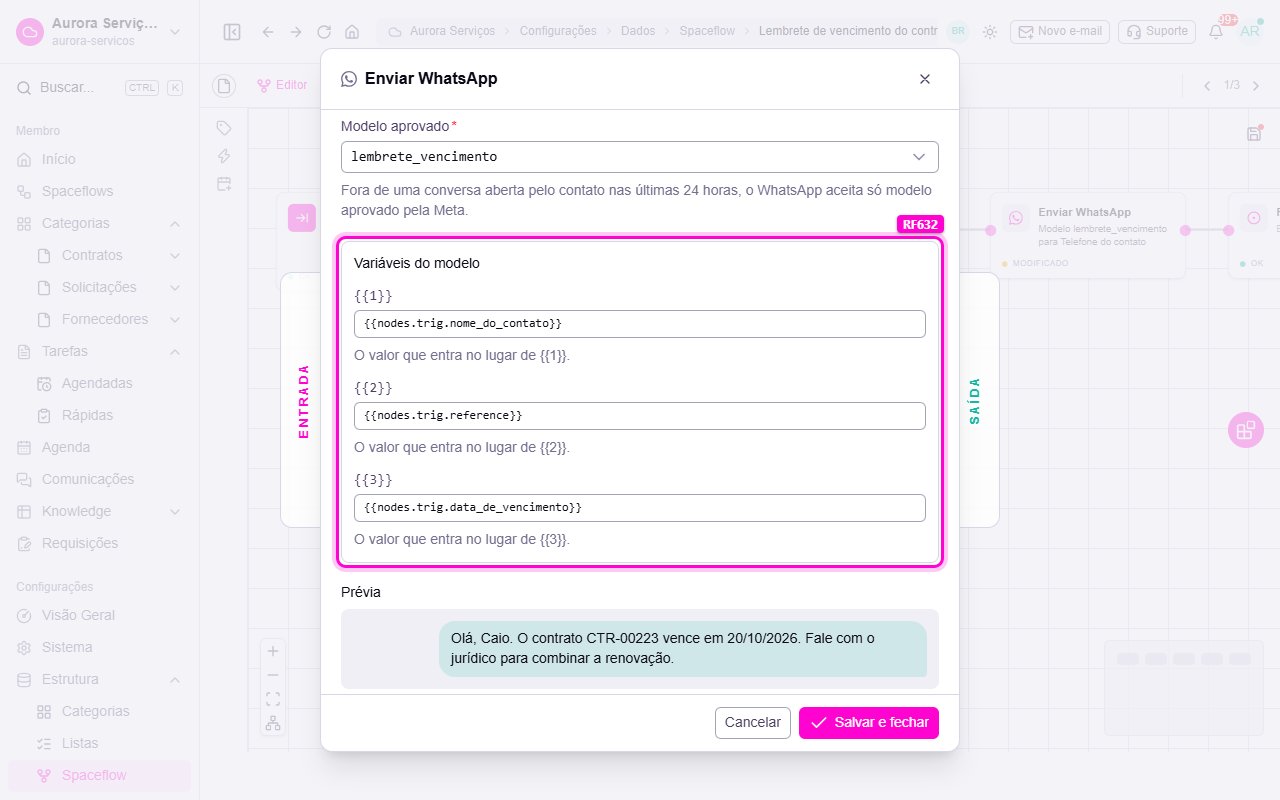 Aurora Serviç...
aurora-servicos
Aurora Serviços
Configurações
Dados
Spaceflow
Lembrete de vencimento do contr
BR
Novo e-mail
Suporte
99+
AR
Buscar...
CTRL
K
Editor
1/3
Membro
Início
Spaceflows
Categorias
Contratos
Solicitações
Fornecedores
Tarefas
Agendadas
Rápidas
Agenda
Comunicações
Knowledge
Requisições
Configurações
Visão Geral
Sistema
Estrutura
Categorias
Listas
Spaceflow
ENTRADA
Enviar WhatsApp
Modelo aprovado*
lembrete_vencimento
Fora de uma conversa aberta pelo contato nas últimas 24 horas, o WhatsApp aceita só modelo
aprovado pela Meta.
RF632
Variáveis do modelo
{{1}}
{{nodes.trig.nome_do_contato}}
O valor que entra no lugar de {{1}}.
{{2}}
{{nodes.trig.reference}}
O valor que entra no lugar de {{2}}.
{{3}}
{{nodes.trig.data_de_vencimento}}
O valor que entra no lugar de {{3}}.
Prévia
Olá, Caio. O contrato CTR-00223 vence em 20/10/2026. Fale com o
jurídico para combinar a renovação.
Cancelar
Salvar e fechar
Enviar WhatsApp
Modelo lembrete_vencimento
para Telefone do contato
MODIFICADO
OK
SAÍDA